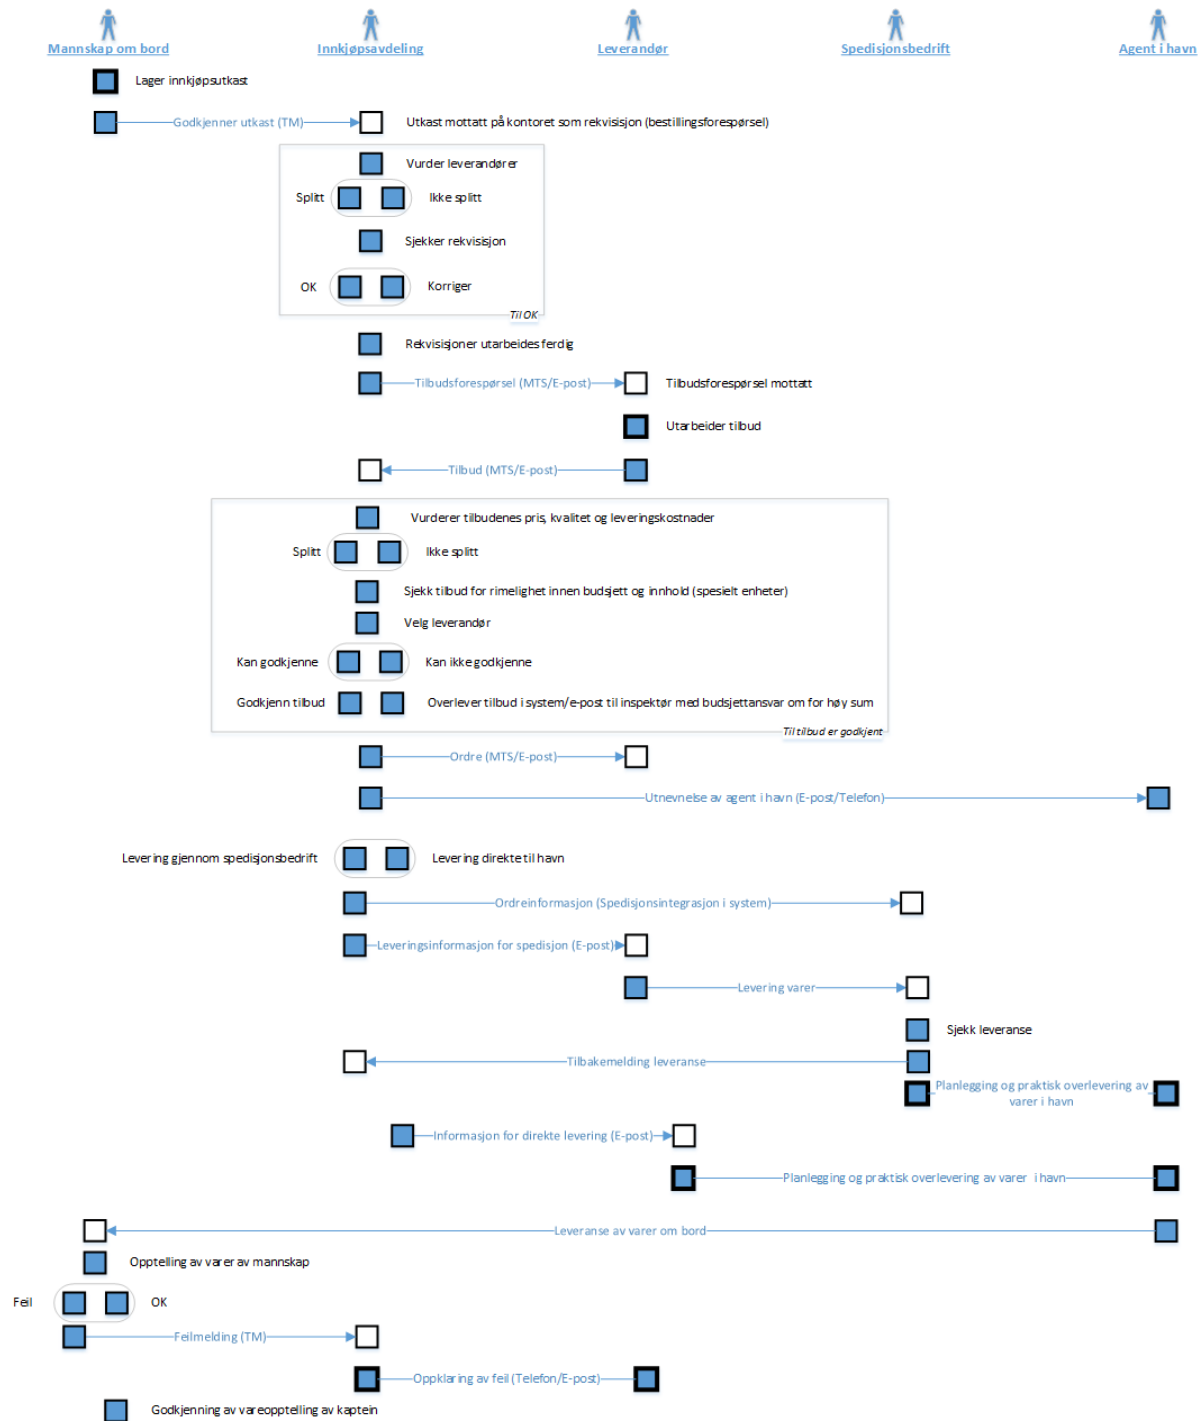 Mannskap om bord
Innkjøpsavdeling
Leverandør
Spedisjonsbedrift
Agent i havn
Lager innkjøpsutkast
Godkjenner utkast (TM)
Utkast mottatt på kontoret som rekvisisjon (bestillingsforespørsel)
Vurder leverandører
Splitt
Ikke splitt
Sjekker rekvisisjon
OK
Korriger
Til OK
Rekvisisjoner utarbeides ferdig
Tilbudsforespørsel (MTS/E-post)
Tilbudsforespørsel mottatt
Utarbeider tilbud
Tilbud (MTS/E-post)
Vurderer tilbudenes pris, kvalitet og leveringskostnader
Splitt
Ikke splitt
Sjekk tilbud for rimelighet innen budsjett og innhold (spesielt enheter)
Velg leverandør
Kan godkjenne
Kan ikke godkjenne
Godkjenn tilbud
Overlever tilbud i system/e-post til inspektør med budsjettansvar om for høy sum
Til tilbud er godkjent
Ordre (MTS/E-post)
Utnevnelse av agent i havn (E-post/Telefon)
Levering gjennom spedisjonsbedrift
Levering direkte til havn
Ordreinformasjon (Spedisjonsintegrasjon i system)
Leveringsinformasjon for spedisjon (E-post)
Levering varer
Sjekk leveranse
Tilbakemelding leveranse
Planlegging og praktisk overlevering av
varer i havn
Informasjon for direkte levering (E-post)
Planlegging og praktisk overlevering av varer i havn
Leveranse av varer om bord
Opptelling av varer av mannskap
Feil
OK
Feilmelding (TM)
Oppklaring av feil (Telefon/E-post)
Godkjenning av vareopptelling av kaptein